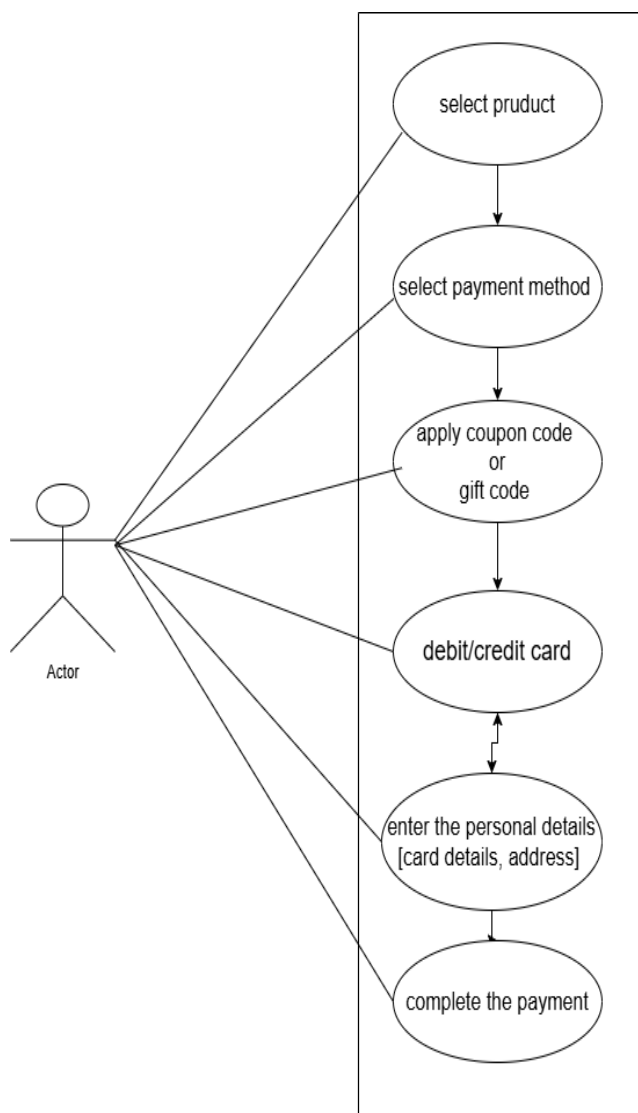 select pruduct
select payment method
apply coupon code
or
gift code
Actor
debit/credit card
enter the personal details
[card details, address]
complete the payment